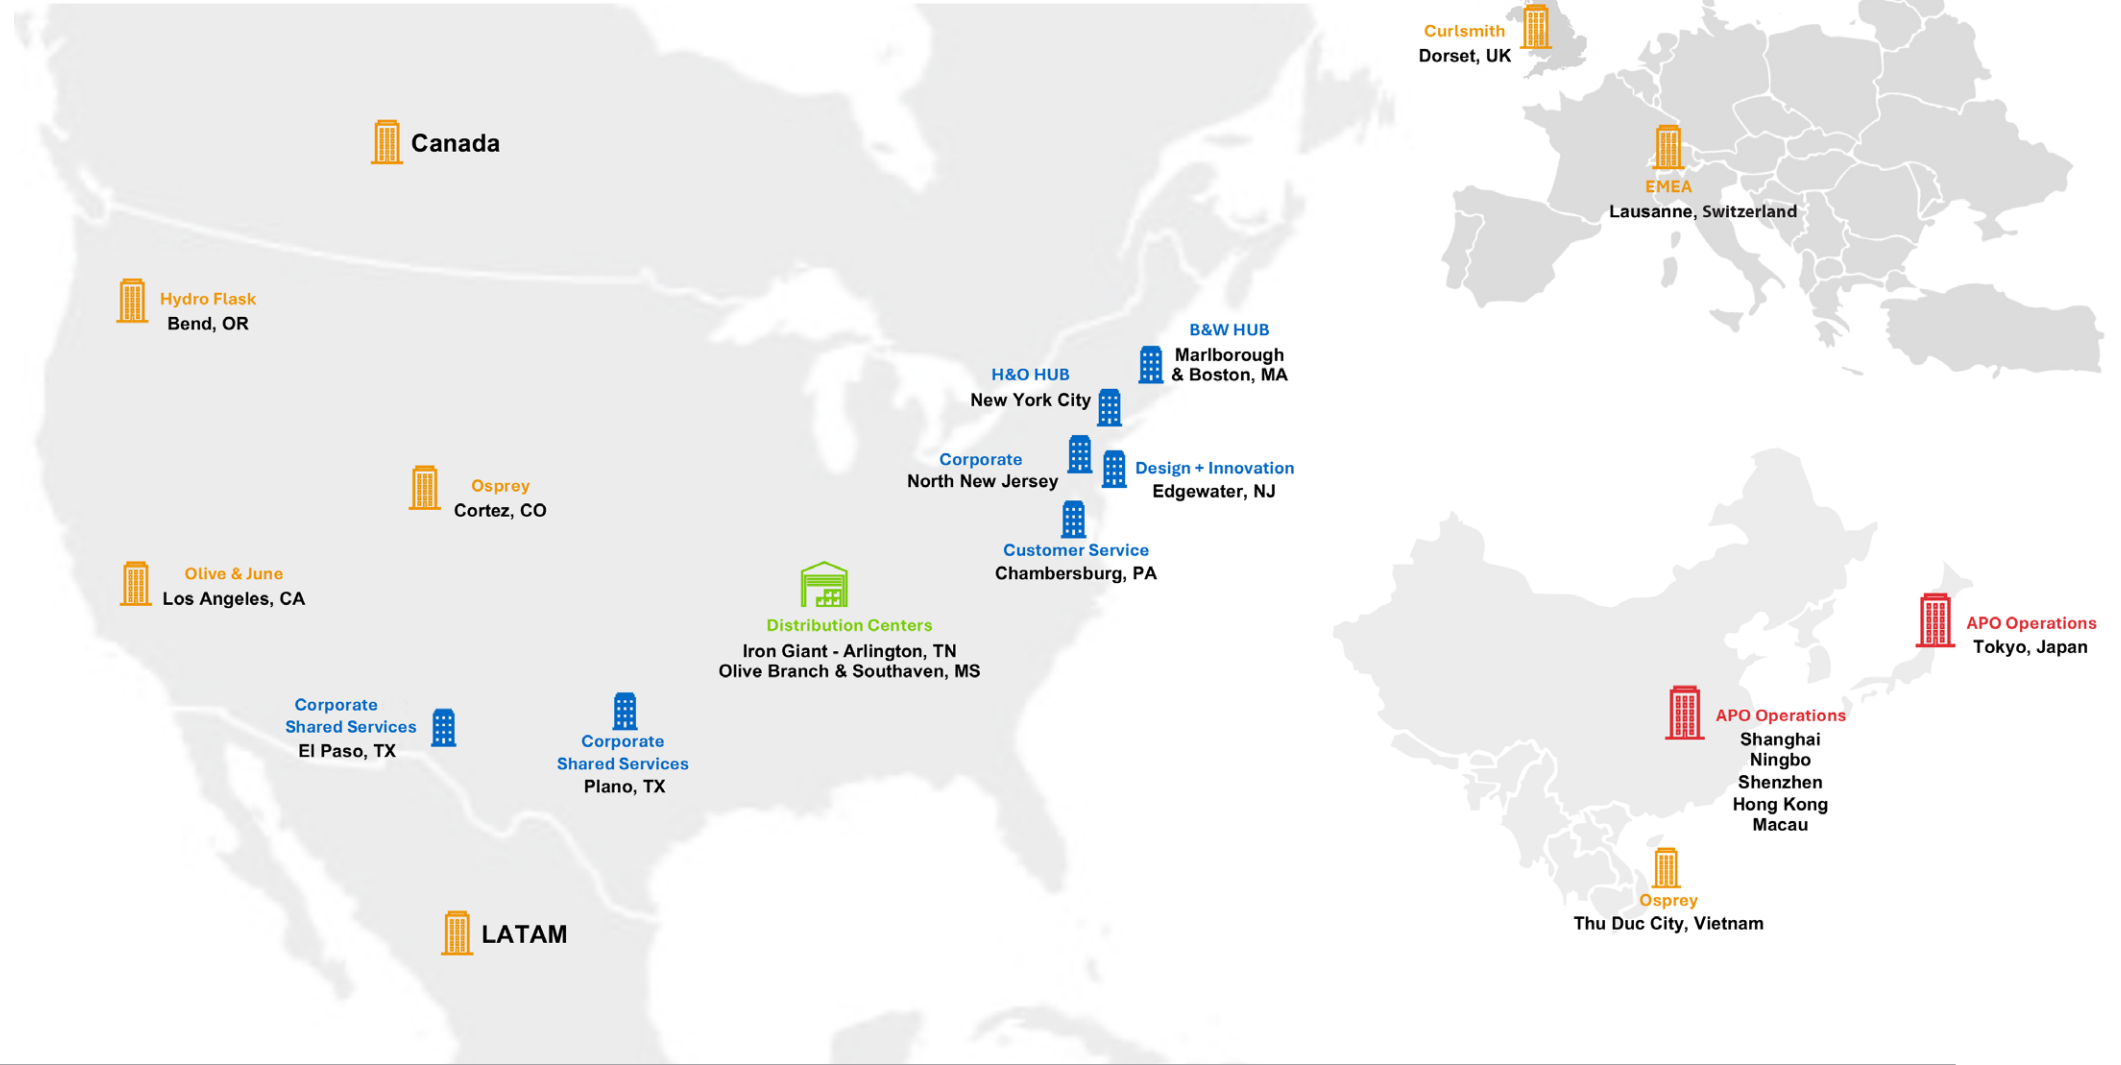 Canada
Hydro Flask
Bend, OR
Osprey
Cortez, CO
Olive & June
Los Angeles, CA
Corporate
Shared Services
El Paso, TX
Corporate
Shared Services
Plano, TX
LATAM
Distribution Centers
Iron Giant - Arlington, TN
Olive Branch & Southaven, MS
B&W HUB
Marlborough
& Boston, MA
H&O HUB
New York City
Corporate
North New Jersey
Design + Innovation
Edgewater, NJ
Customer Service
Chambersburg, PA
Curlsmith
Dorset, UK
EMEA
Lausanne, Switzerland
APO Operations
Tokyo, Japan
APO Operations
Shanghai
Ningbo
Shenzhen
Hong Kong
Macau
Osprey
Thu Duc City, Vietnam